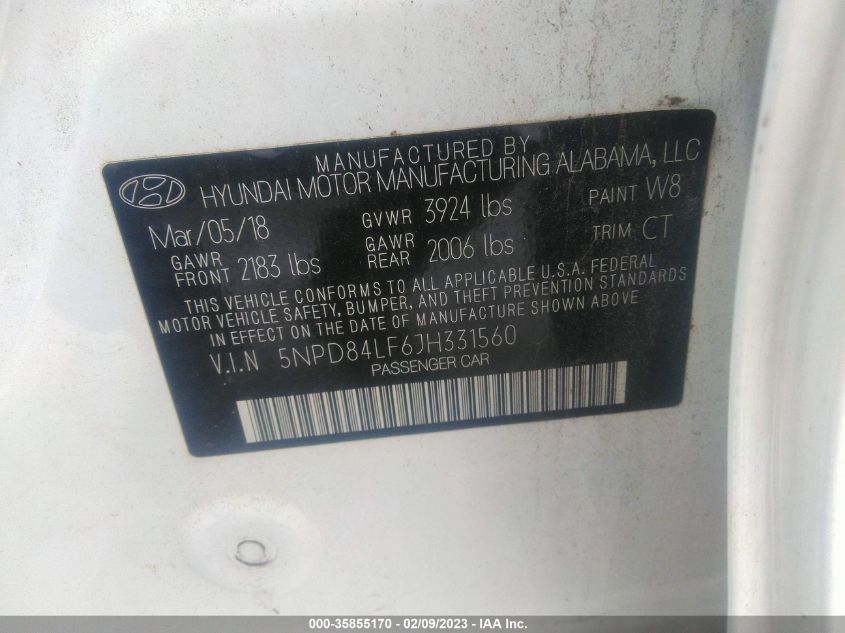 MANUFACTURED BY
HYUNDAI MOTOR MANUFACTURING ALABAMA, LLC
Mar/05/18 GVWR 3924 lbs PAINT W8
GAWR FRONT 2183 lbs GAWR REAR 2006 lbs TRIM CT
THIS VEHICLE CONFORMS TO ALL APPLICABLE U.S.A. FEDERAL
MOTOR VEHICLE SAFETY, BUMPER, AND THEFT PREVENTION STANDARDS
IN EFFECT ON THE DATE OF MANUFACTURE SHOWN ABOVE
V.I.N 5NPD84LF6JH331560
PASSENGER CAR
000-35855170 - 02/09/2023 - IAA Inc.